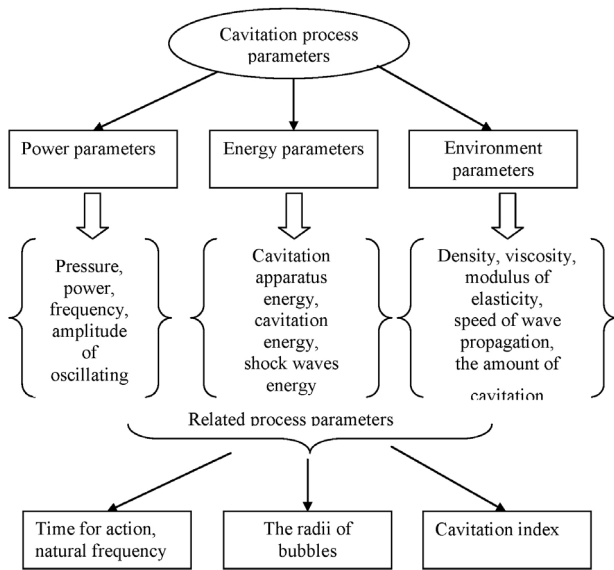 Cavitation process
parameters
Power parameters
Energy parameters
Environment
parameters
Pressure,
power,
frequency,
amplitude
of
oscillating
Cavitation
apparatus
energy,
cavitation
energy,
shock waves
energy
Density, viscosity,
modulus of
elasticity,
speed of wave
propagation,
the amount of
cavitation
Related process parameters
Time for action,
natural frequency
The radii of
bubbles
Cavitation index